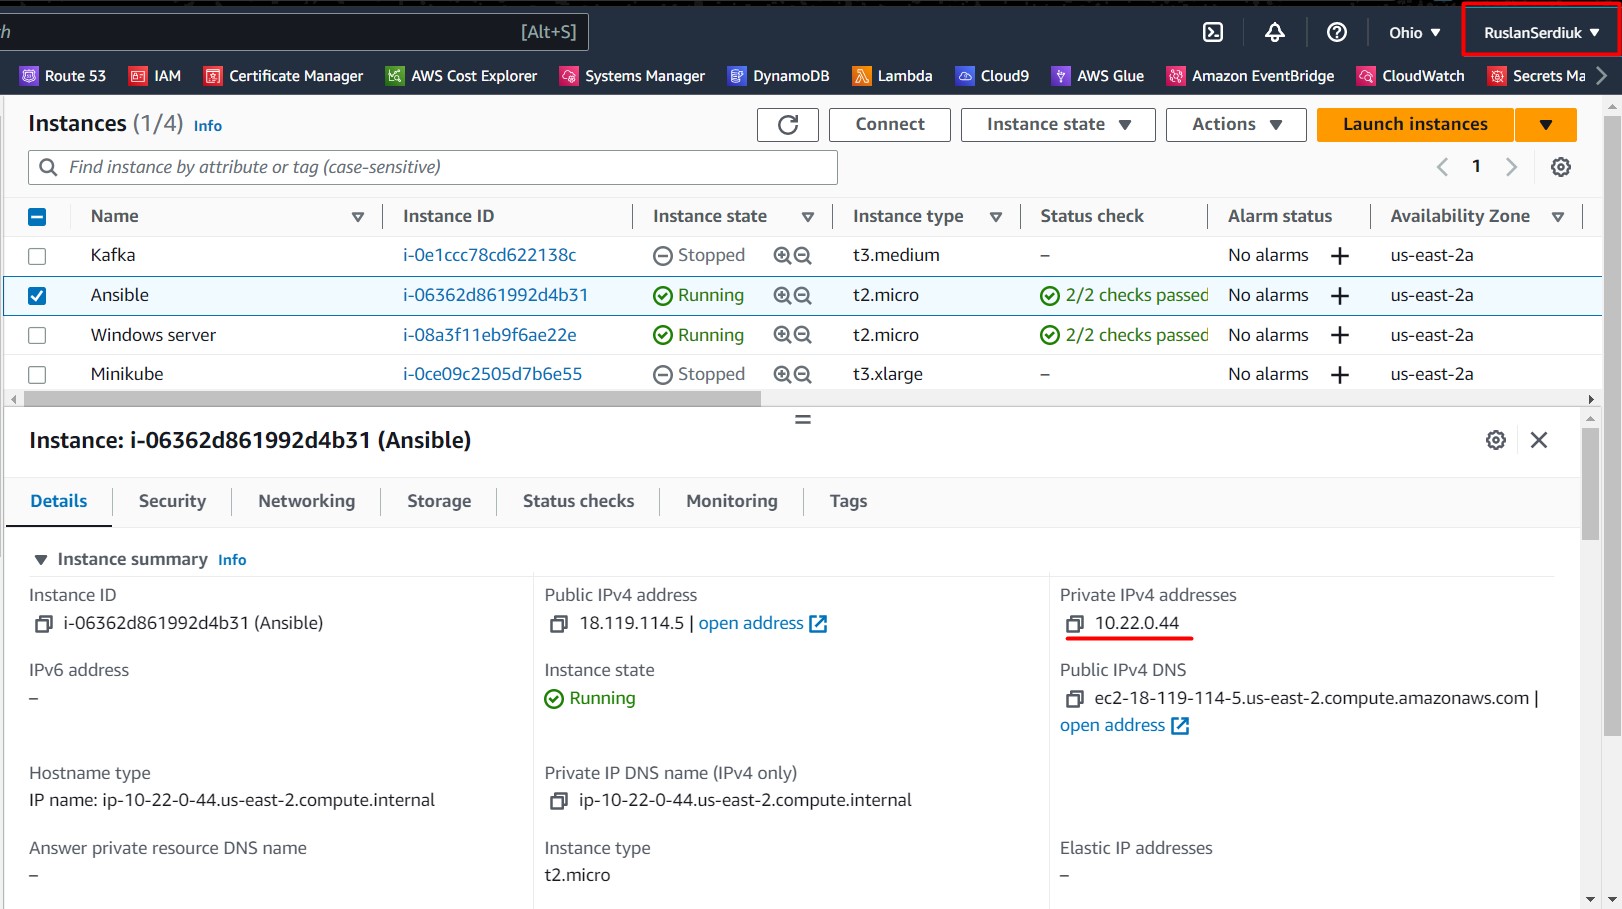 [Alt+S] Ohio RuslanSerdiuk
Route 53 IAM Certificate Manager AWS Cost Explorer Systems Manager DynamoDB Lambda Cloud9 AWS Glue Amazon EventBridge CloudWatch Secrets Ma
Instances (1/4) Info Connect Instance state Actions Launch instances
Find instance by attribute or tag (case-sensitive) 1
Name Instance ID Instance state Instance type Status check Alarm status Availability Zone
Kafka i-0e1ccc78cd622138c Stopped t3.medium – No alarms + us-east-2a
Ansible i-06362d861992d4b31 Running t2.micro 2/2 checks passed No alarms + us-east-2a
Windows server i-08a3f11eb9f6ae22e Running t2.micro 2/2 checks passed No alarms + us-east-2a
Minikube i-0ce09c2505d7b6e55 Stopped t3.xlarge – No alarms + us-east-2a
Instance: i-06362d861992d4b31 (Ansible)
Details Security Networking Storage Status checks Monitoring Tags
Instance summary Info
Instance ID Public IPv4 address Private IPv4 addresses
i-06362d861992d4b31 (Ansible) 18.119.114.5 | open address 10.22.0.44
IPv6 address Instance state Public IPv4 DNS
– Running ec2-18-119-114-5.us-east-2.compute.amazonaws.com |
open address
Hostname type Private IP DNS name (IPv4 only)
IP name: ip-10-22-0-44.us-east-2.compute.internal ip-10-22-0-44.us-east-2.compute.internal
Answer private resource DNS name Instance type Elastic IP addresses
– t2.micro –